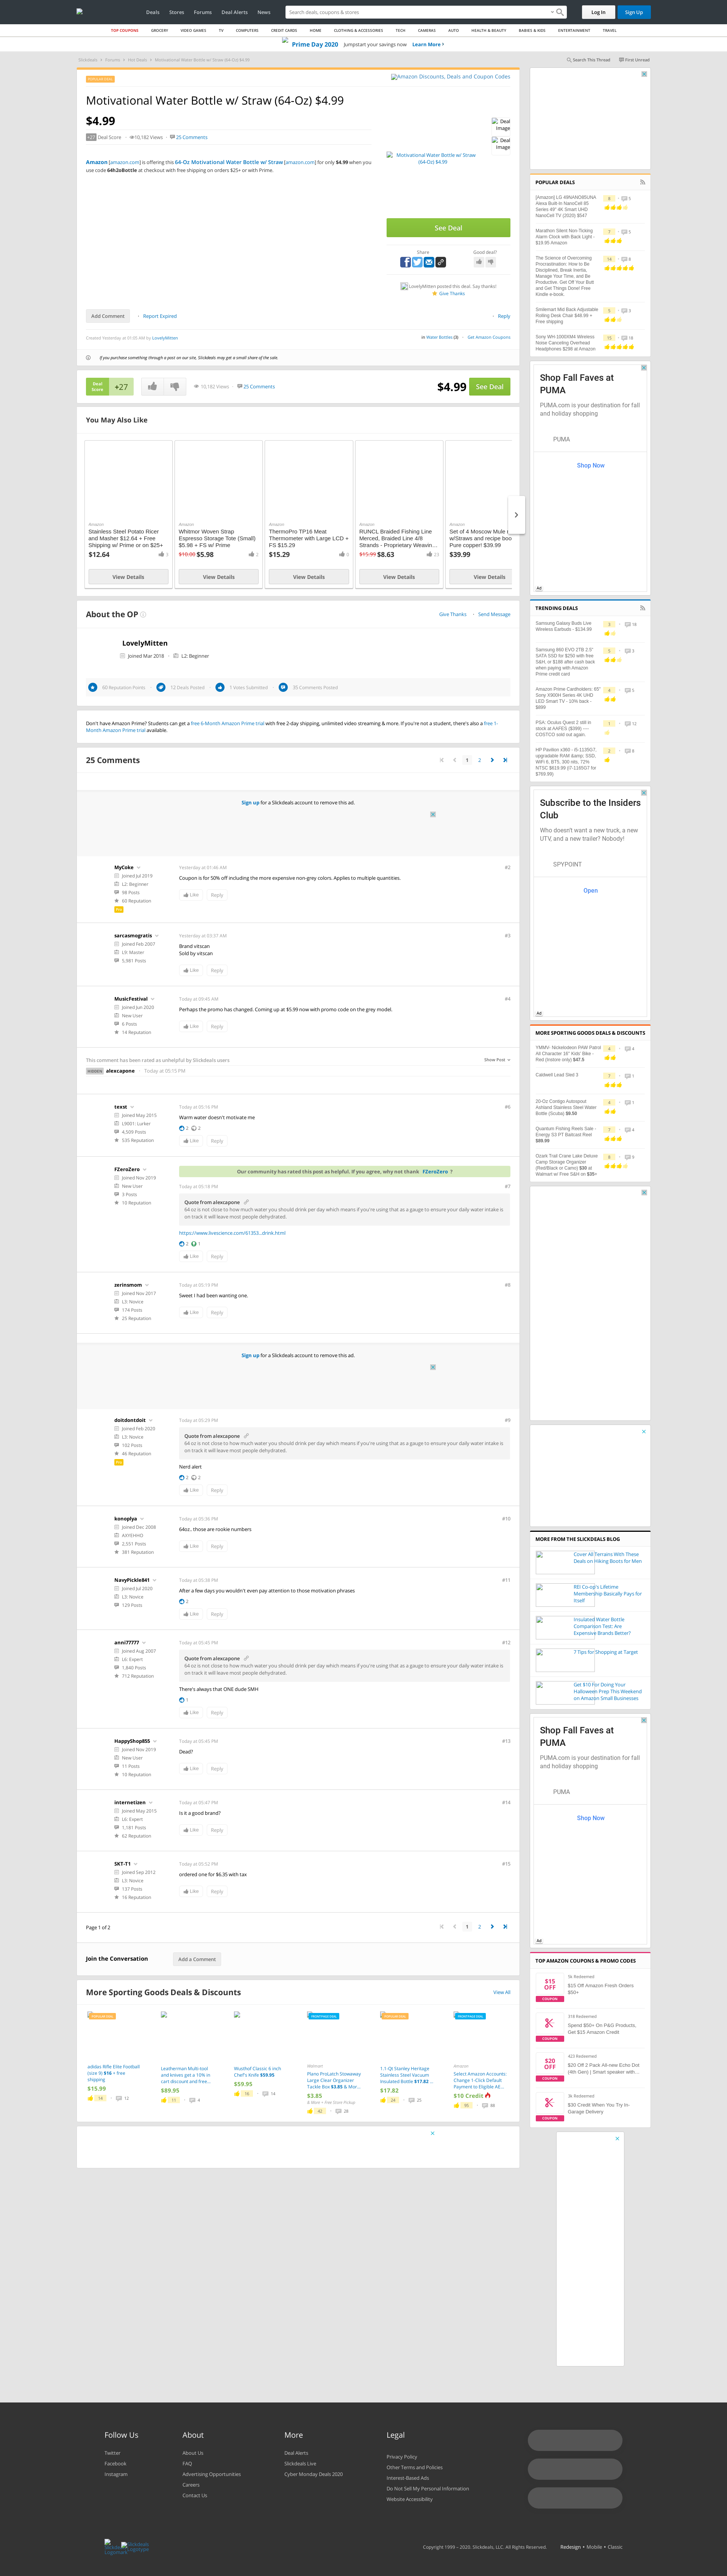 Deals Stores Forums Deal Alerts News
Search deals, coupons & stores
Log In Sign Up
TOP COUPONS GROCERY VIDEO GAMES TV COMPUTERS CREDIT CARDS HOME CLOTHING & ACCESSORIES TECH CAMERAS AUTO HEALTH & BEAUTY BABIES & KIDS ENTERTAINMENT TRAVEL
Prime Day 2020 Jumpstart your savings now Learn More
Slickdeals > Forums > Hot Deals > Motivational Water Bottle w/ Straw (64-Oz) $4.99
Search This Thread First Unread
Amazon Discounts, Deals and Coupon Codes
Motivational Water Bottle w/ Straw (64-Oz) $4.99
$4.99
+27 Deal Score 10,182 Views 25 Comments
Amazon [amazon.com] is offering this 64-Oz Motivational Water Bottle w/ Straw [amazon.com] for only $4.99 when you
use code 64h2oBottle at checkout with free shipping on orders $25+ or with Prime.
Deal Image
Deal Image
Motivational Water Bottle w/ Straw
(64-Oz) $4.99
See Deal
Share Good deal?
LovelyMitten posted this deal. Say thanks!
Give Thanks
Add Comment Report Expired Reply
Created Yesterday at 01:05 AM by LovelyMitten
in Water Bottles (3) Get Amazon Coupons
If you purchase something through a post on our site, Slickdeals may get a small share of the sale.
Deal Score +27 10,182 Views 25 Comments $4.99 See Deal
You May Also Like
Amazon
Stainless Steel Potato Ricer
and Masher $12.64 + Free
Shipping w/ Prime or on $25+
$12.64
View Details
Amazon
Whitmor Woven Strap
Espresso Storage Tote (Small)
$5.98 + FS w/ Prime
$10.00 $5.98 2
View Details
Amazon
ThermoPro TP16 Meat
Thermometer with Large LCD +
FS $15.29
$15.29 9
View Details
Amazon
RUNCL Braided Fishing Line
Merced, Braided Line 4/8
Strands - Proprietary Weavin...
$15.99 $8.63 23
View Details
Amazon
Set of 4 Moscow Mule
w/Straws and recipe boo
Pure copper! $39.99
$39.99
View Details
About the OP
Give Thanks Send Message
LovelyMitten
Joined Mar 2018 L2: Beginner
60 Reputation Points 12 Deals Posted 1 Votes Submitted 35 Comments Posted
Don't have Amazon Prime? Students can get a free 6-Month Amazon Prime trial with free 2-day shipping, unlimited video streaming & more. If you're not a student, there's also a free 1-
Month Amazon Prime trial available.
25 Comments
1 2
Sign up for a Slickdeals account to remove this ad.
MyCoke
Joined Jul 2019
L2: Beginner
98 Posts
60 Reputation
Pro
Yesterday at 01:46 AM #2
Coupon is for 50% off including the more expensive non-grey colors. Applies to multiple quantities.
Like Reply
sarcasmogratis
Joined Feb 2007
L9: Master
5,981 Posts
Yesterday at 03:37 AM #3
Brand vitscan
Sold by vitscan
Like Reply
MusicFestival
Joined Jun 2020
New User
6 Posts
14 Reputation
Today at 09:45 AM #4
Perhaps the promo has changed. Coming up at $5.99 now with promo code on the grey model.
Like Reply
This comment has been rated as unhelpful by Slickdeals users
Show Post
HIDDEN alexcapone Today at 05:15 PM
texst
Joined May 2015
L9001: Lurker
4,509 Posts
535 Reputation
Today at 05:16 PM #6
Warm water doesn't motivate me
2 2
Like Reply
FZeroZero
Joined Nov 2019
New User
3 Posts
10 Reputation
Our community has rated this post as helpful. If you agree, why not thank FZeroZero ?
Today at 05:18 PM #7
Quote from alexcapone
64 oz is not close to how much water you should drink per day which means if you're using that as a gauge to ensure your daily water intake is
on track it will leave most people dehydrated.
https://www.livescience.com/61353...drink.html
2 1
Like Reply
zerinsmom
Joined Nov 2017
L3: Novice
174 Posts
25 Reputation
Today at 05:19 PM #8
Sweet I had been wanting one.
Like Reply
Sign up for a Slickdeals account to remove this ad.
doitdontdoit
Joined Feb 2020
L3: Novice
102 Posts
46 Reputation
Pro
Today at 05:29 PM #9
Quote from alexcapone
64 oz is not close to how much water you should drink per day which means if you're using that as a gauge to ensure your daily water intake is
on track it will leave most people dehydrated.
Nerd alert
2 2
Like Reply
konoplya
Joined Dec 2008
AXYEHHO
2,551 Posts
381 Reputation
Today at 05:36 PM #10
64oz., those are rookie numbers
Like Reply
NavyPickle841
Joined Jul 2020
L3: Novice
129 Posts
Today at 05:38 PM #11
After a few days you wouldn't even pay attention to those motivation phrases
2
Like Reply
anni77777
Joined Aug 2007
L6: Expert
1,840 Posts
712 Reputation
Today at 05:45 PM #12
Quote from alexcapone
64 oz is not close to how much water you should drink per day which means if you're using that as a gauge to ensure your daily water intake is
on track it will leave most people dehydrated.
There's always that ONE dude SMH
1
Like Reply
HappyShop855
Joined Nov 2019
New User
11 Posts
10 Reputation
Today at 05:45 PM #13
Dead?
Like Reply
internetizen
Joined May 2015
L6: Expert
1,181 Posts
62 Reputation
Today at 05:47 PM #14
Is it a good brand?
Like Reply
SKT-T1
Joined Sep 2012
L3: Novice
137 Posts
16 Reputation
Today at 05:52 PM #15
ordered one for $6.35 with tax
Like Reply
Page 1 of 2 1 2
Join the Conversation Add a Comment
More Sporting Goods Deals & Discounts View All
adidas Rifle Elite Football
(size 9) $16 + free
shipping
$15.99
16 12
Leatherman Multi-tool
and knives get a 10% in
cart discount and free...
$89.95
11 4
Wusthof Classic 6 inch
Chef's Knife $59.95
$59.95
16 14
Walmart
Plano ProLatch Stowaway
Large Clear Organizer
Tackle Box $3.85 & Mor...
$3.85
& More + Free Store Pickup
42 26
1.1-Qt Stanley Heritage
Stainless Steel Vacuum
Insulated Bottle $17.82 ...
$17.82
24 25
Amazon
Select Amazon Accounts:
Change 1-Click Default
Payment to Eligible AE...
$10 Credit
95 88
POPULAR DEALS
[Amazon] LG 49NANO85UNA
Alexa Built-In NanoCell 85
Series 49" 4K Smart UHD
NanoCell TV (2020) $547
Marathon Silent Non-Ticking
Alarm Clock with Back Light -
$19.95 Amazon
The Science of Overcoming
Procrastination: How to Be
Disciplined, Break Inertia,
Manage Your Time, and Be
Productive. Get Off Your Butt
and Get Things Done! Free
Kindle e-book.
Smilemart Mid Back Adjustable
Rolling Desk Chair $48.99 +
Free shipping
Sony WH-1000XM4 Wireless
Noise Canceling Overhead
Headphones $298 at Amazon
Shop Fall Faves at
PUMA
PUMA.com is your destination for fall
and holiday shopping
PUMA
Shop Now
Ad
TRENDING DEALS
Samsung Galaxy Buds Live
Wireless Earbuds - $134.99
Samsung 860 EVO 2TB 2.5"
SATA SSD for $250 with free
S&H, or $188 after cash back
when paying with Amazon
Prime credit card
Amazon Prime Cardholders: 65"
Sony X900H Series 4K UHD
LED Smart TV - 10% back -
$899
PSA: Oculus Quest 2 still in
stock at AAFES ($399) ----
COSTCO sold out again.
HP Pavilion x360 - i5-1135G7,
upgradable RAM &amp; SSD,
WIFI 6, BT5, 300 nits, 72%
NTSC $619.99 (i7-1165G7 for
$769.99)
Subscribe to the Insiders
Club
Who doesn't want a new truck, a new
UTV, and a new trailer? Nobody!
SPYPOINT
Open
Ad
MORE SPORTING GOODS DEALS & DISCOUNTS
YMMV- Nickelodeon PAW Patrol
All Character 16" Kids' Bike -
Red (Instore only) $47.5
Caldwell Lead Sled 3
20-Oz Contigo Autospout
Ashland Stainless Steel Water
Bottle (Scuba) $9.50
Quantum Fishing Reels Sale -
Energy S3 PT Baitcast Reel
$89.99
Ozark Trail Crane Lake Deluxe
Camp Storage Organizer
(Red/Black or Camo) $30 at
Walmart w/ Free S&H on $35+
MORE FROM THE SLICKDEALS BLOG
Cover All Terrains With These
Deals on Hiking Boots for Men
REI Co-op's Lifetime
Membership Basically Pays for
Itself
Insulated Water Bottle
Comparison Test: Are
Expensive Brands Better?
7 Tips for Shopping at Target
Get $10 For Doing Your
Halloween Prep This Weekend
on Amazon Small Businesses
Shop Fall Faves at
PUMA
PUMA.com is your destination for fall
and holiday shopping
PUMA
Shop Now
Ad
TOP AMAZON COUPONS & PROMO CODES
$15 OFF
COUPON
5k Redeemed
$15 Off Amazon Fresh Orders
$50+
COUPON
318 Redeemed
Spend $50+ On P&G Products,
Get $15 Amazon Credit
$20 OFF
COUPON
423 Redeemed
$20 Off 2 Pack All-new Echo Dot
(4th Gen) | Smart speaker with...
COUPON
3k Redeemed
$30 Credit When You Try In-
Garage Delivery
Follow Us
Twitter
Facebook
Instagram
About
About Us
FAQ
Advertising Opportunities
Careers
Contact Us
More
Deal Alerts
Slickdeals Live
Cyber Monday Deals 2020
Legal
Privacy Policy
Other Terms and Policies
Interest-Based Ads
Do Not Sell My Personal Information
Website Accessibility
Copyright 1999 - 2020. Slickdeals, LLC. All Rights Reserved. Redesign • Mobile • Classic